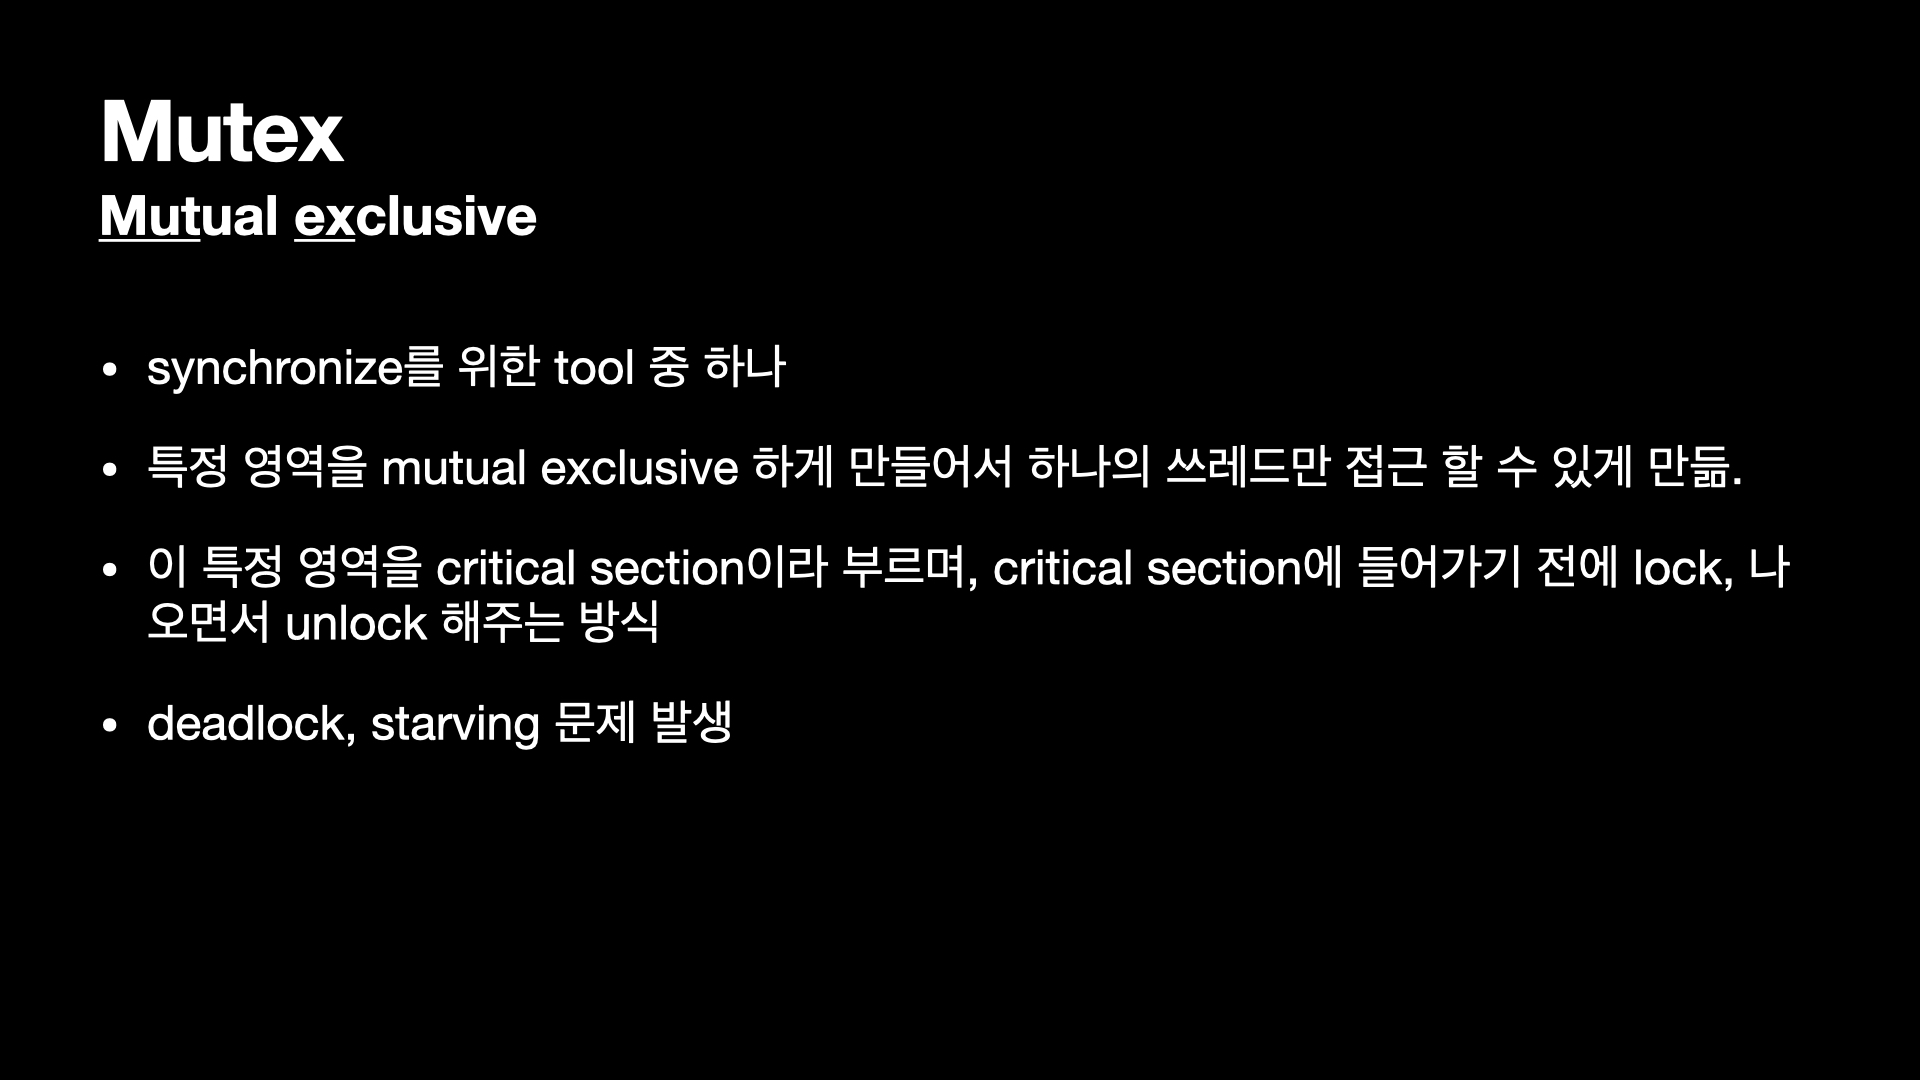 Mutex
Mutual exclusive
• synchronize를 위한 tool 중 하나
• 특정 영역을 mutual exclusive 하게 만들어서 하나의 쓰레드만 접근 할 수 있게 만듦.
• 이 특정 영역을 critical section이라 부르며, critical section에 들어가기 전에 lock, 나
오면서 unlock 해주는 방식
• deadlock, starving 문제 발생